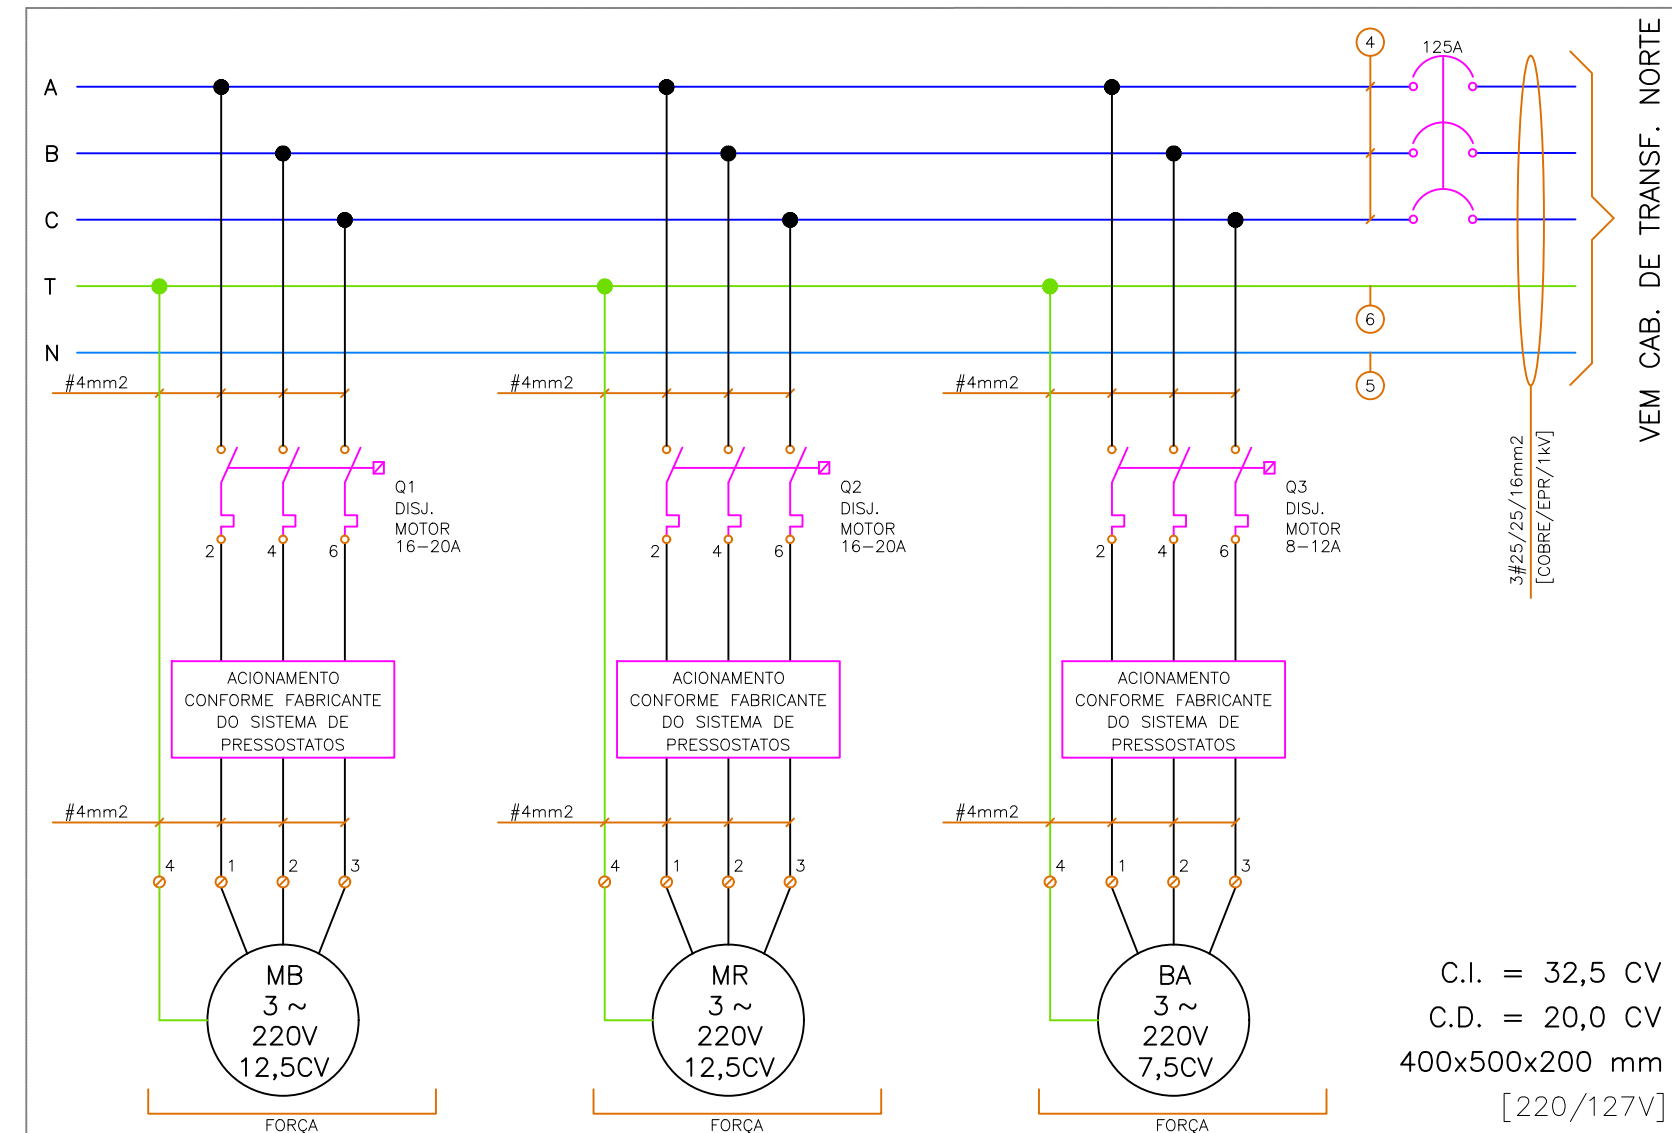 4
125A
A
B
C
T
N
6
5
VEM CAB. DE TRANSF. NORTE
3#25/25/16mm2
[COBRE/EPR/1kV]
#4mm2
#4mm2
#4mm2
Q1
DISJ.
MOTOR
16-20A
2
4
6
Q2
DISJ.
MOTOR
16-20A
2
4
6
Q3
DISJ.
MOTOR
8-12A
2
4
6
ACIONAMENTO
CONFORME FABRICANTE
DO SISTEMA DE
PRESSOSTATOS
ACIONAMENTO
CONFORME FABRICANTE
DO SISTEMA DE
PRESSOSTATOS
ACIONAMENTO
CONFORME FABRICANTE
DO SISTEMA DE
PRESSOSTATOS
#4mm2
#4mm2
#4mm2
4
1
2
3
4
1
2
3
4
1
2
3
MB
3 ~
220V
12,5CV
FORÇA
MR
3 ~
220V
12,5CV
FORÇA
BA
3 ~
220V
7,5CV
FORÇA
C.I. = 32,5 CV
C.D. = 20,0 CV
400x500x200 mm
[220/127V]